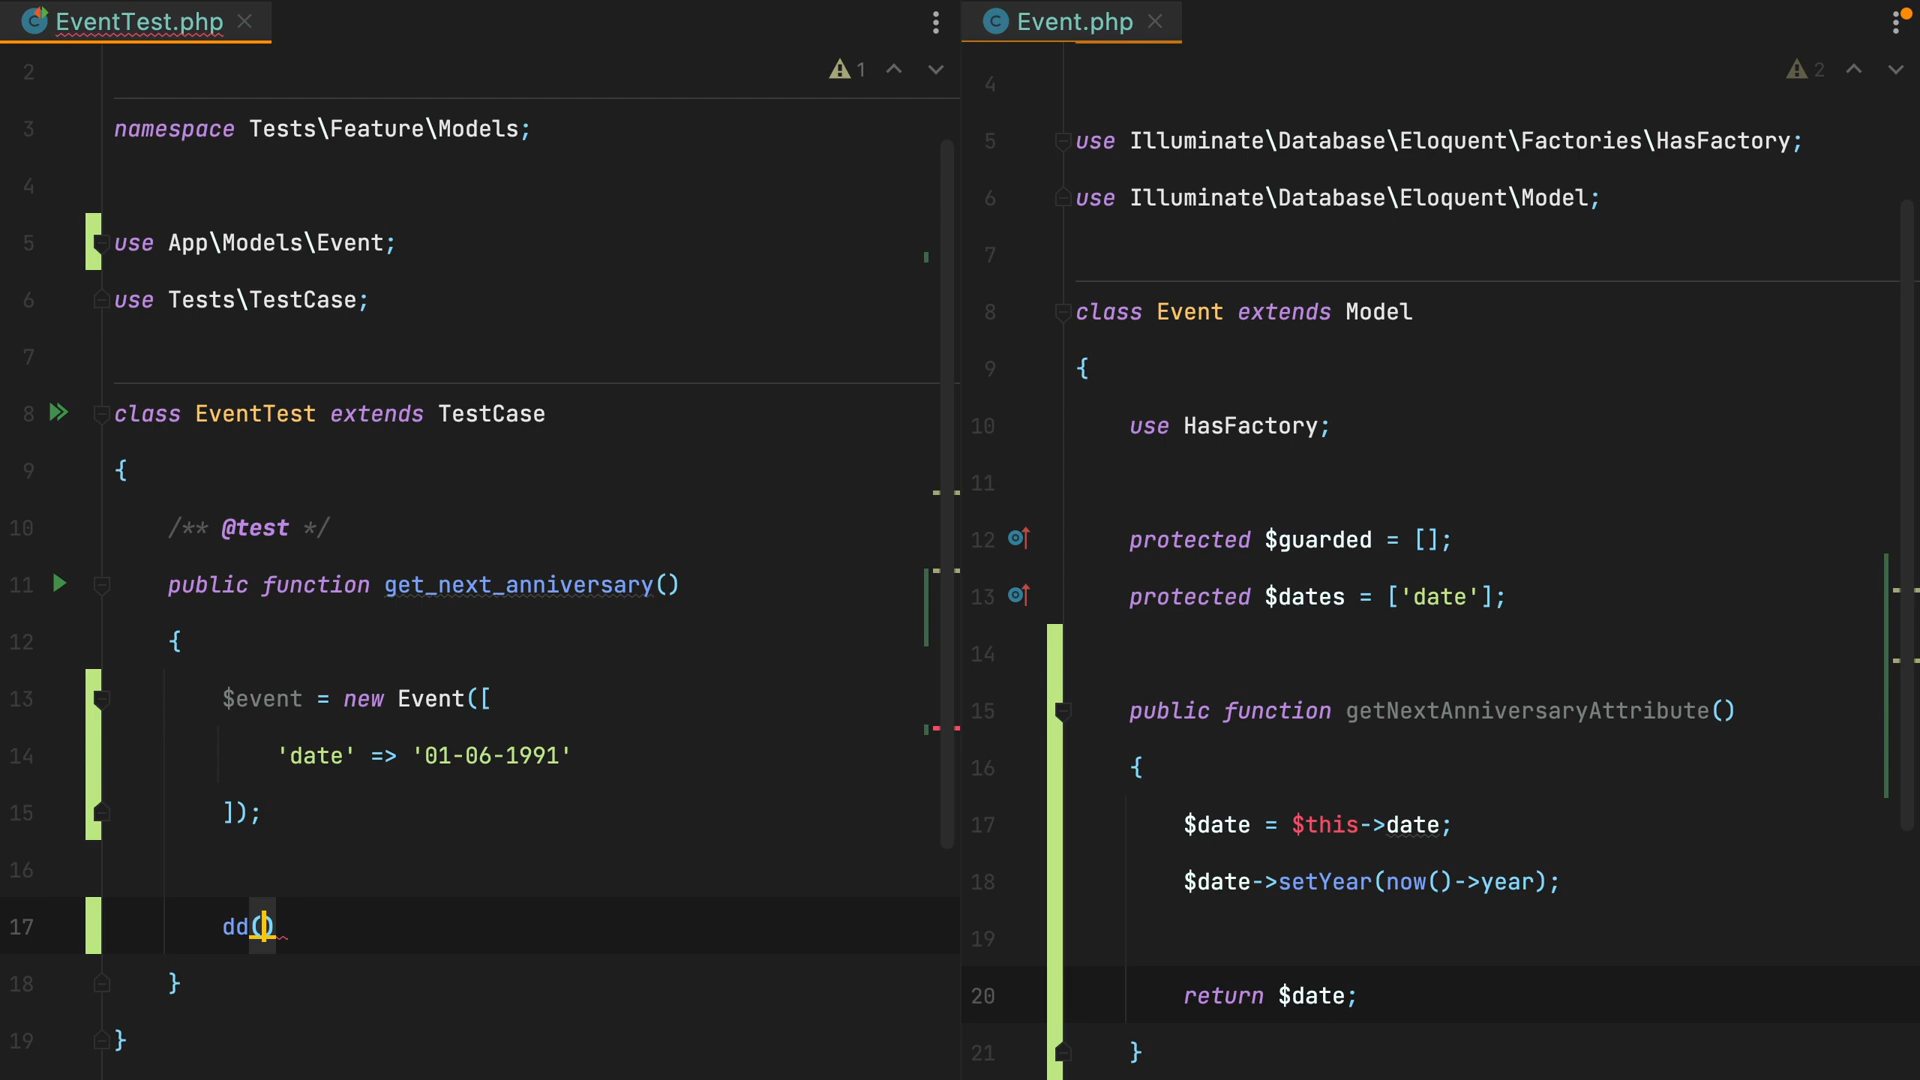 EventTest.php
1
2
3 namespace Tests\Feature\Models;
4
5 use App\Models\Event;
6 use Tests\TestCase;
7
8 class EventTest extends TestCase
9 {
10 /** @test */
11 public function get_next_anniversary()
12 {
13 $event = new Event([
14 'date' => '01-06-1991'
15 ]);
16
17 dd()
18 }
19 }
Event.php
2
4
5 use Illuminate\Database\Eloquent\Factories\HasFactory;
6 use Illuminate\Database\Eloquent\Model;
7
8 class Event extends Model
9 {
10 use HasFactory;
11
12 protected $guarded = [];
13 protected $dates = ['date'];
14
15 public function getNextAnniversaryAttribute()
16 {
17 $date = $this->date;
18 $date->setYear(now()->year);
19
20 return $date;
21 }